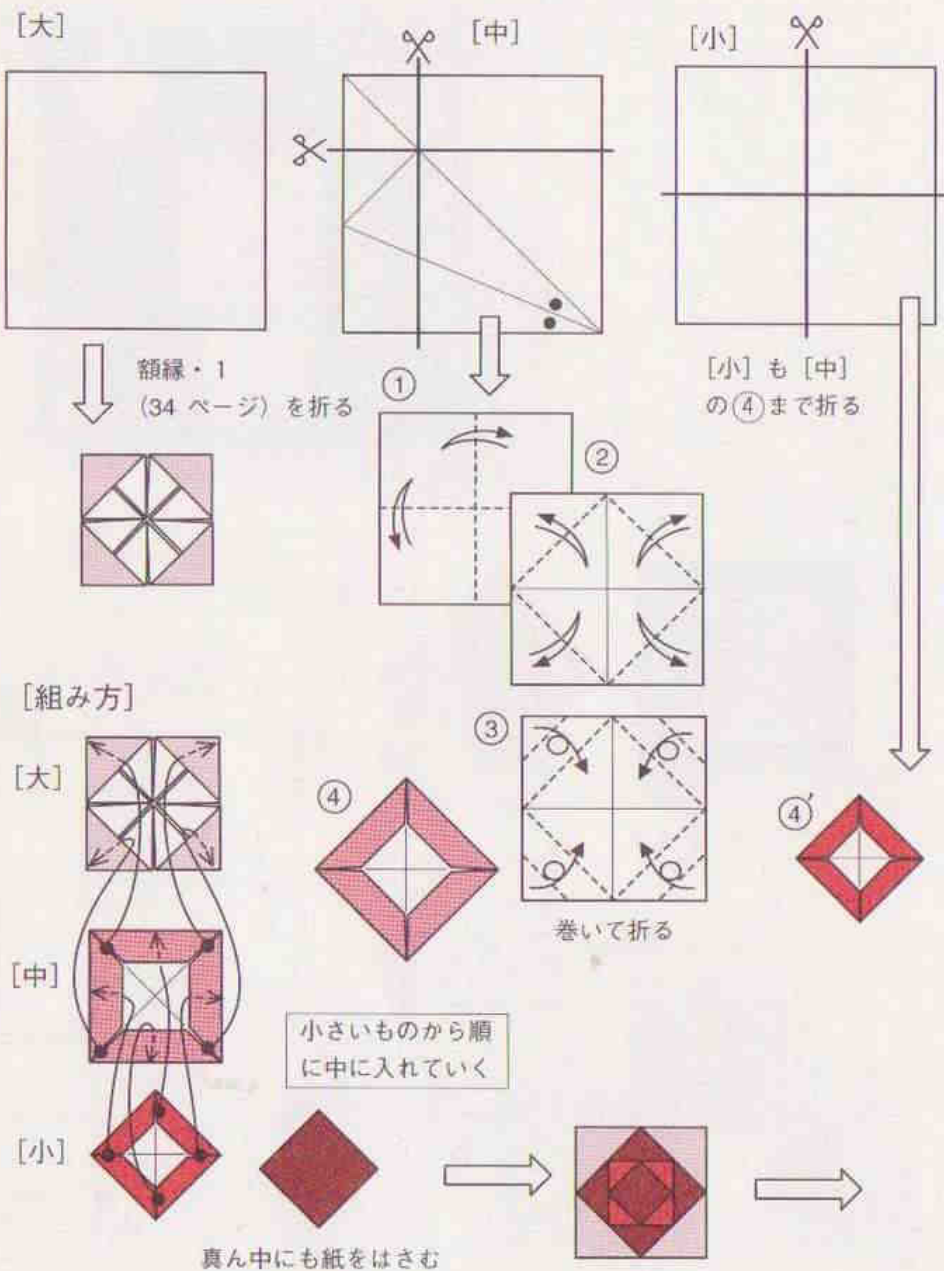 [大]
[中]
[小]
額縁・1
(34 ページ) を折る
①
②
[小] も [中]
の④まで折る
[組み方]
[大]
③
④
④′
巻いて折る
[中]
小さいものから順
に中に入れていく
[小]
真ん中にも紙をはさむ